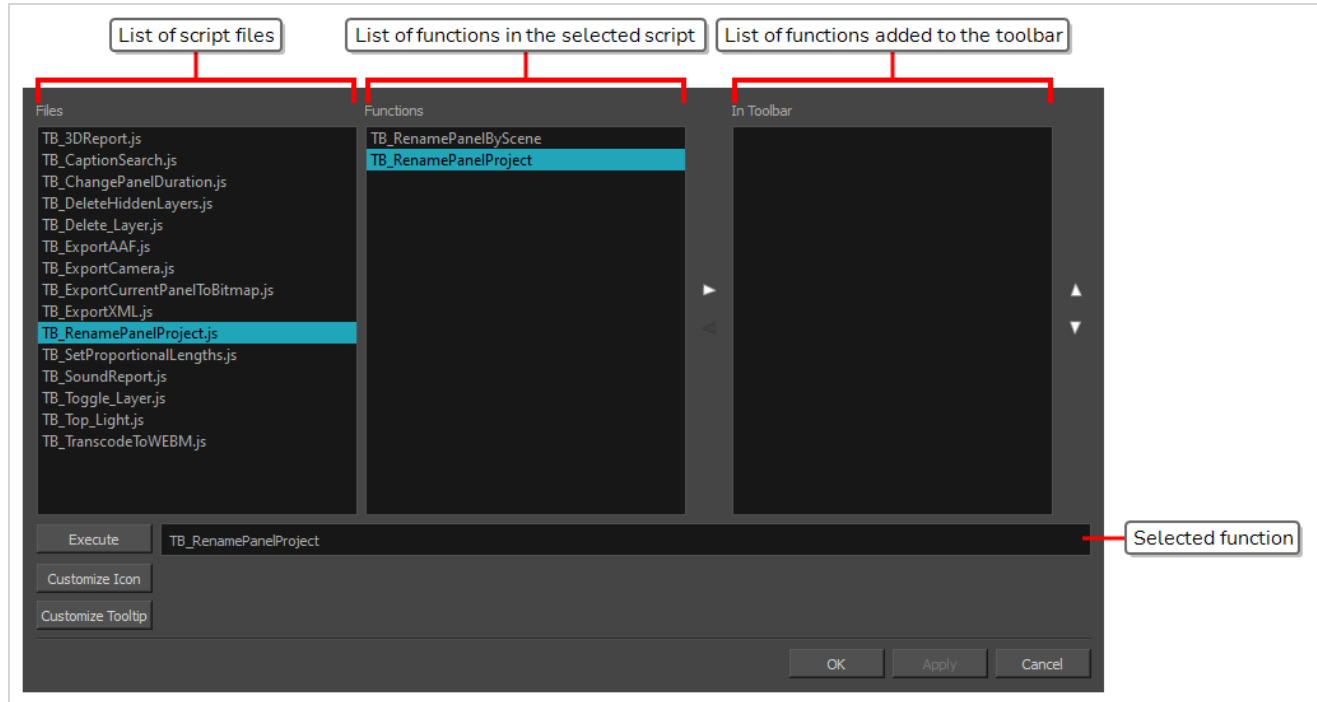 List of script files
List of functions in the selected script
List of functions added to the toolbar
Files
Functions
In Toolbar
TB_3DReport.js
TB_CaptionSearch.js
TB_ChangePanelDuration.js
TB_DeleteHiddenLayers.js
TB_Delete_Layer.js
TB_ExportAAF.js
TB_ExportCamera.js
TB_ExportCurrentPanelToBitmap.js
TB_ExportXML.js
TB_RenamePanelProject.js
TB_SetProportionalLengths.js
TB_SoundReport.js
TB_Toggle_Layer.js
TB_Top_Light.js
TB_TranscodeToWEBM.js
TB_RenamePanelByScene
TB_RenamePanelProject
Execute
TB_RenamePanelProject
Selected function
Customize Icon
Customize Tooltip
OK
Apply
Cancel